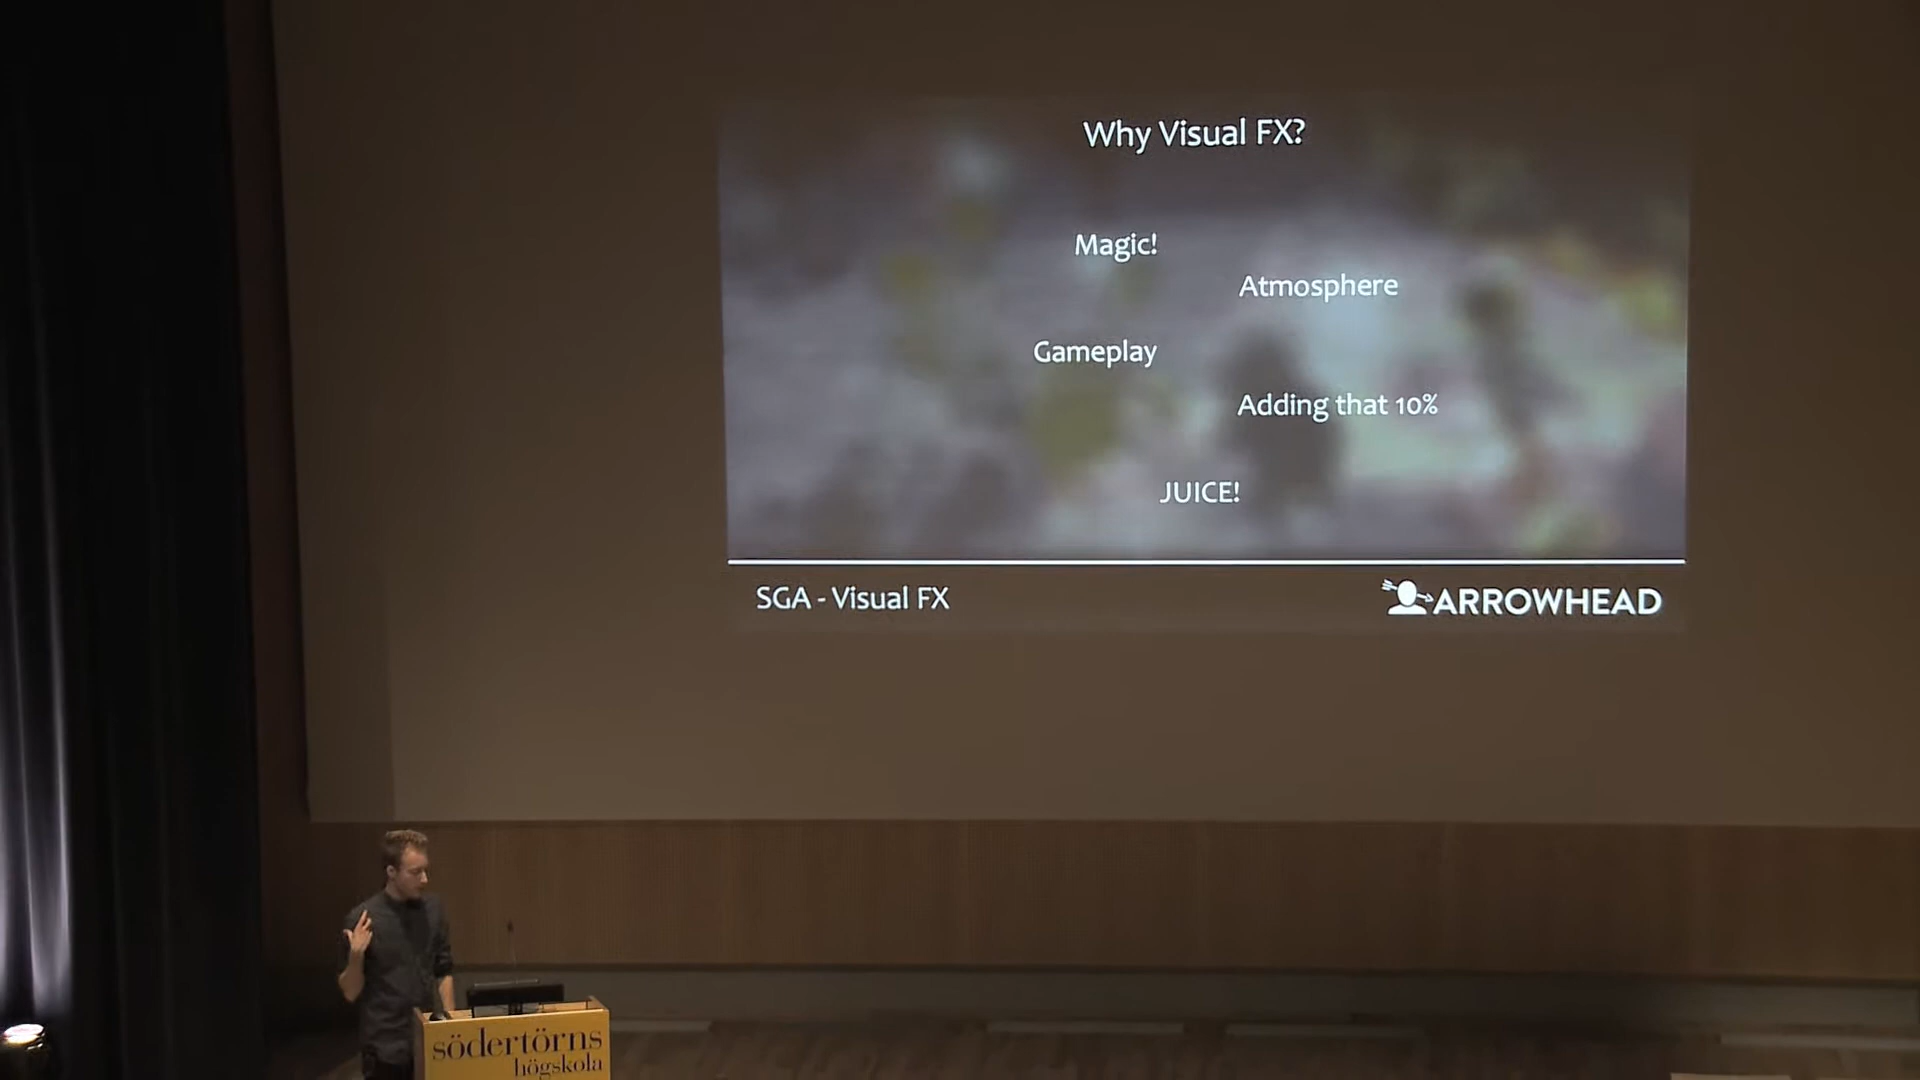 Why Visual FX?
Magic!
Atmosphere
Gameplay
Adding that 10%
JUICE!
SGA - Visual FX
ARROWHEAD
södertörns
högskola